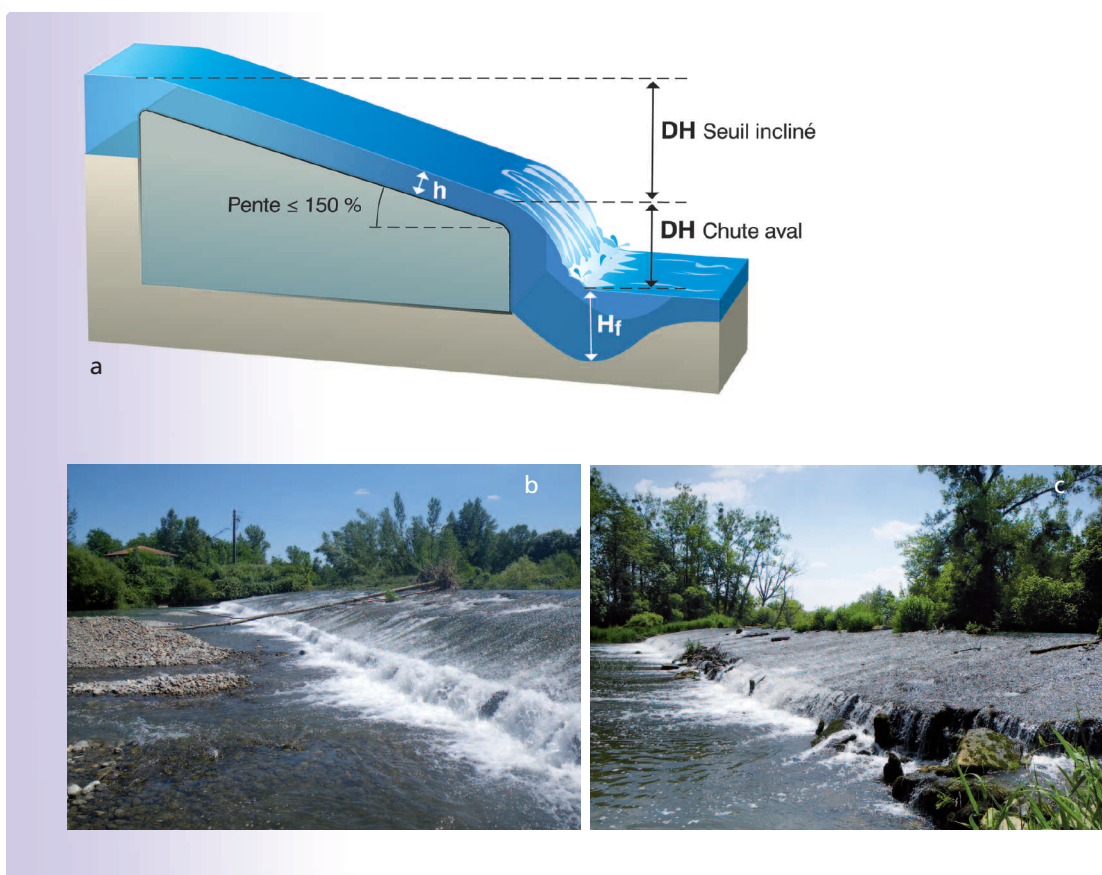 DH Seuil incliné
h
Pente ≤ 150 %
DH Chute aval
Hf
a
b
c